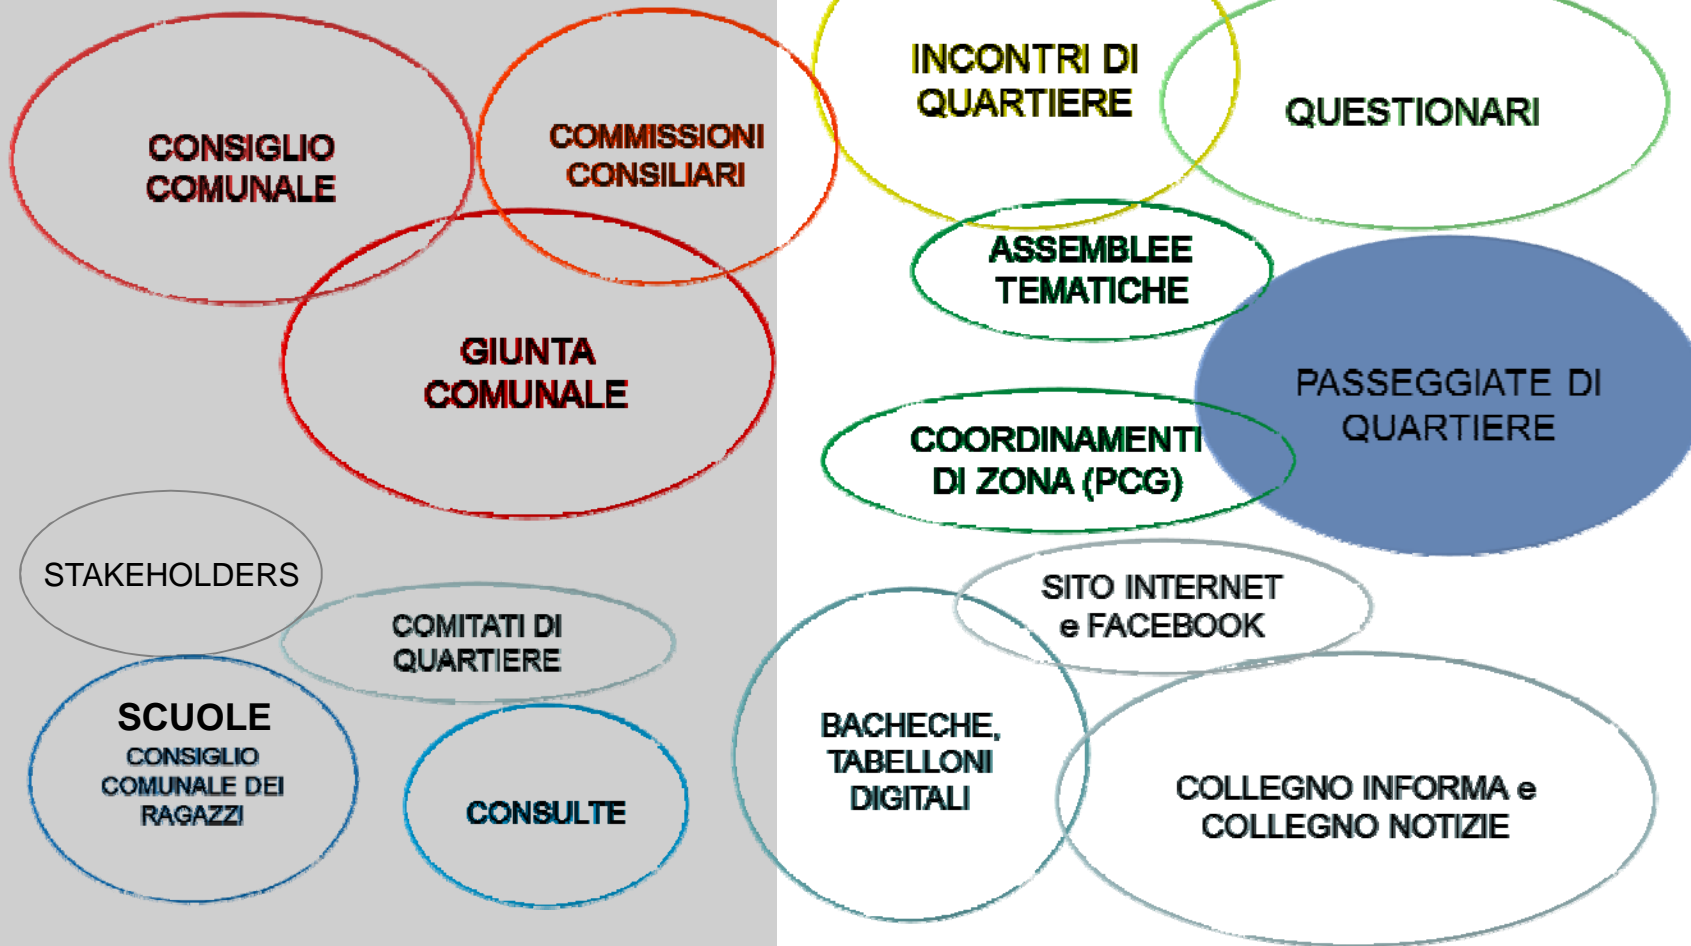 CONSIGLIO
COMUNALE
COMMISSIONI
CONSILIARI
GIUNTA
COMUNALE
STAKEHOLDERS
COMITATI DI
QUARTIERE
SCUOLE
CONSIGLIO
COMUNALE DEI
RAGAZZI
CONSULTE
INCONTRI DI
QUARTIERE
QUESTIONARI
ASSEMBLEE
TEMATICHE
PASSEGGIATE DI
QUARTIERE
COORDINAMENTI
DI ZONA (PCG)
SITO INTERNET
e FACEBOOK
BACHECHE,
TABELLONI
DIGITALI
COLLEGNO INFORMA e
COLLEGNO NOTIZIE